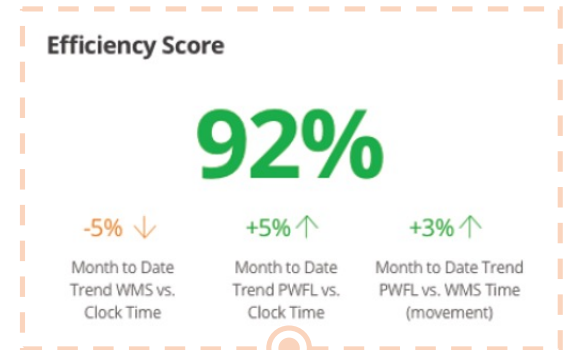 Efficiency Score
92%
-5% ↓
+5% ↑
+3% ↑
Month to Date
Trend WMS vs.
Clock Time
Month to Date
Trend PWFL vs.
Clock Time
Month to Date Trend
PWFL vs. WMS Time
(movement)